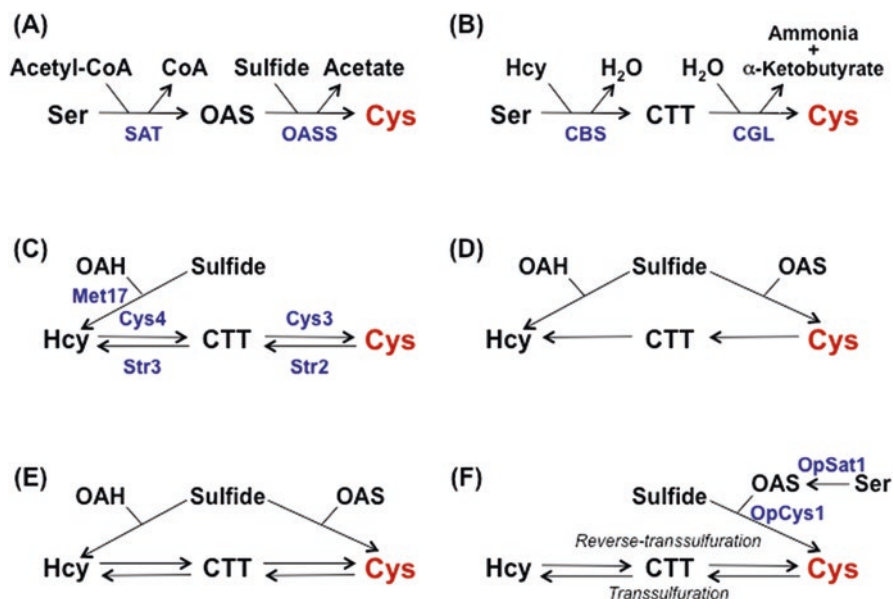 (A)
Acetyl-CoA CoA Sulfide Acetate
Ser OAS Cys
SAT OASS
(B)
Ammonia
+
Hcy H₂O H₂O α-Ketobutyrate
Ser CTT Cys
CBS CGL
(C)
OAH Sulfide
Met17
Cys4 Cys3
Hcy CTT Cys
Str3 Str2
(D)
OAH Sulfide OAS
Hcy CTT Cys
(E)
OAH Sulfide OAS
Hcy CTT Cys
(F)
OpSat1
Sulfide OAS Ser
OpCys1
Reverse-transsulfuration
Hcy CTT Cys
Transsulfuration